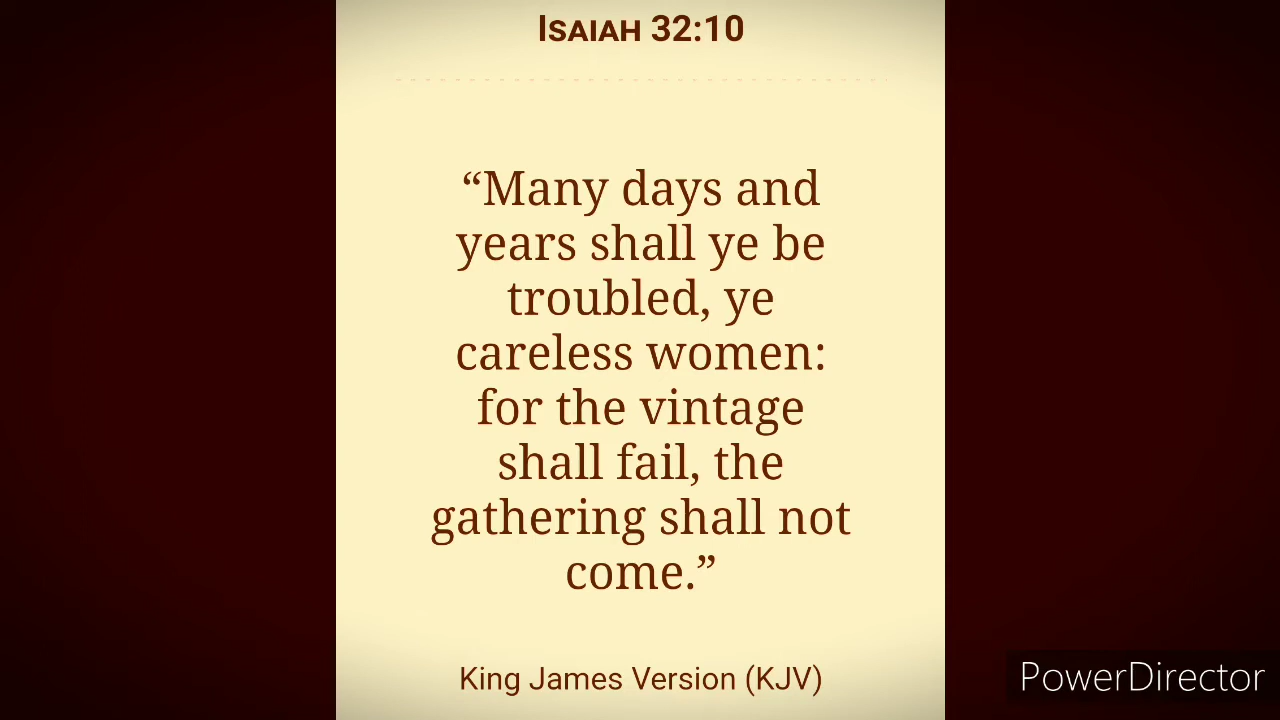 Isaiah 32:10
“Many days and
years shall ye be
troubled, ye
careless women:
for the vintage
shall fail, the
gathering shall not
come.”
King James Version (KJV)
PowerDirector